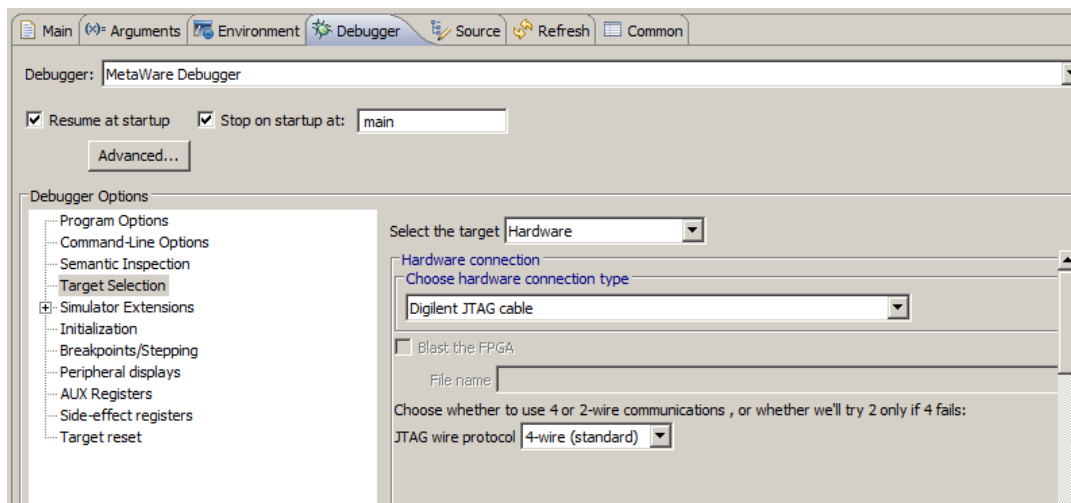 Main (x)= Arguments Environment Debugger Source Refresh Common
Debugger: MetaWare Debugger
Resume at startup Stop on startup at: main
Advanced...
Debugger Options
Program Options
Command-Line Options
Semantic Inspection
Target Selection
Simulator Extensions
Initialization
Breakpoints/Stepping
Peripheral displays
AUX Registers
Side-effect registers
Target reset
Select the target Hardware
Hardware connection
Choose hardware connection type
Digilent JTAG cable
Blast the FPGA
File name
Choose whether to use 4 or 2-wire communications , or whether we'll try 2 only if 4 fails:
JTAG wire protocol 4-wire (standard)